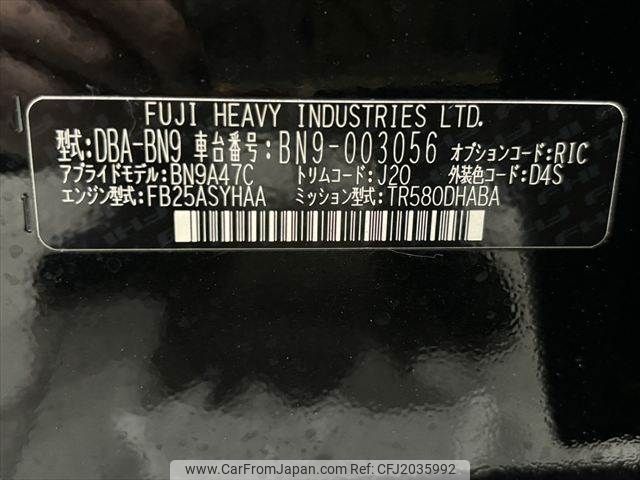 FUJI HEAVY INDUSTRIES LTD.
型式:DBA-BN9 車台番号:BN9-003056 オプションコード:RIC
アプライドモデル:BN9A47C トリムコード:J20 外装色コード:D4S
エンジン型式:FB25ASYHAA ミッション型式:TR580DHABA
www.CarFromJapan.com | CFJ2035992